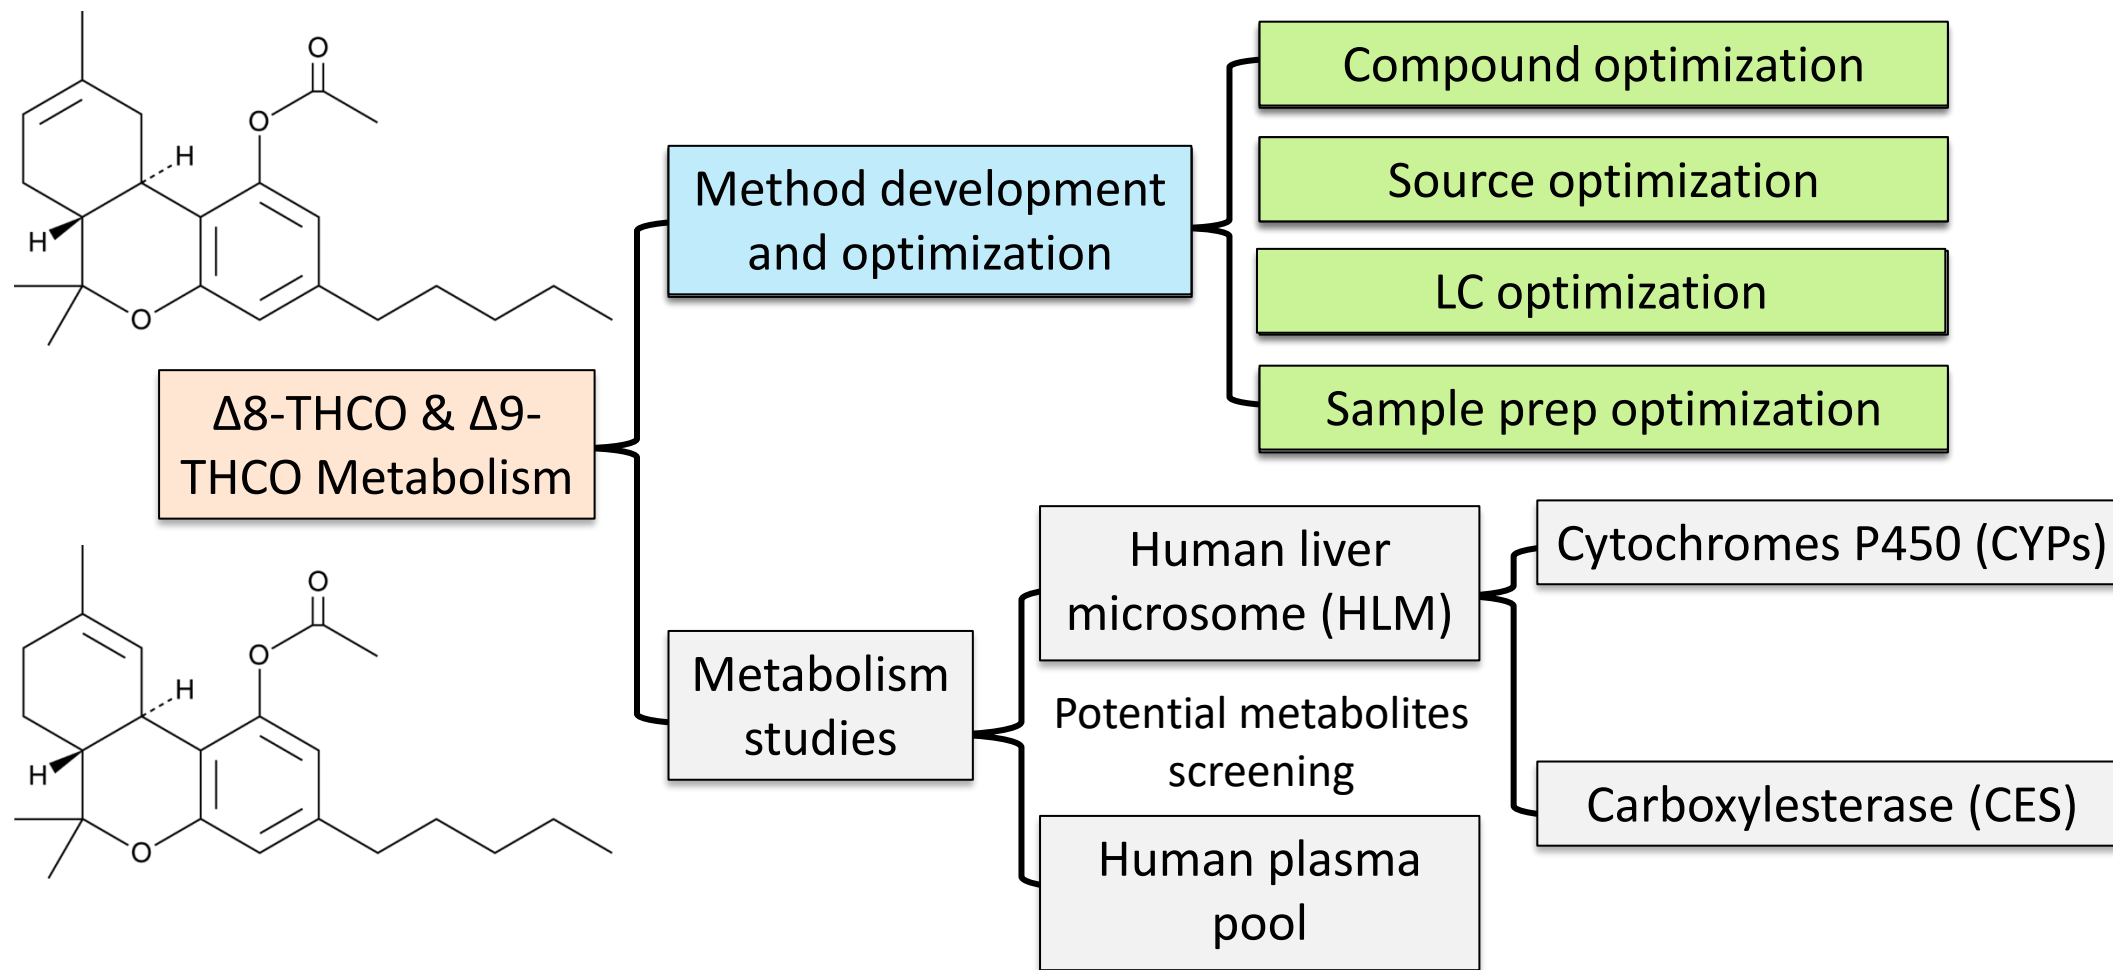 O
O
H
H
O
Δ8-THCO & Δ9-
THCO Metabolism
O
O
H
H
O
Method development
and optimization
Compound optimization
Source optimization
LC optimization
Sample prep optimization
Metabolism
studies
Human liver
microsome (HLM)
Potential metabolites
screening
Human plasma
pool
Cytochromes P450 (CYPs)
Carboxylesterase (CES)